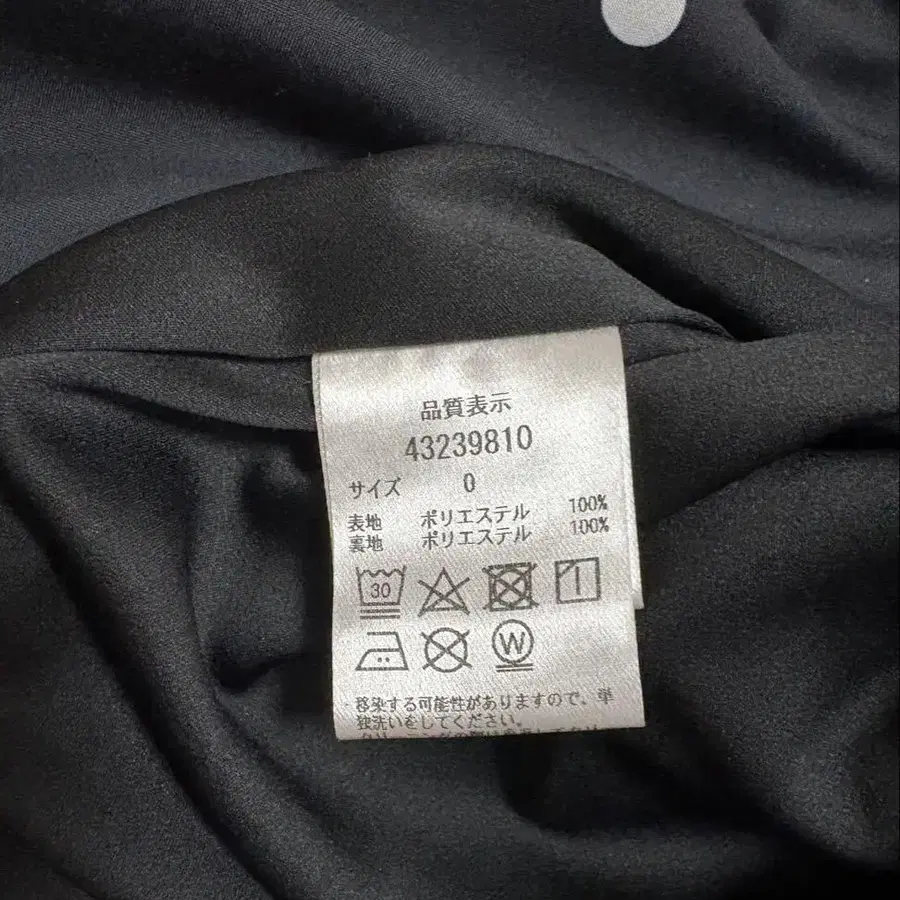 品質表示
43239810
サイズ 0
表地 ポリエステル 100%
裏地 ポリエステル 100%
30
W
移染する可能性がありますので、単
独洗いをしてください。